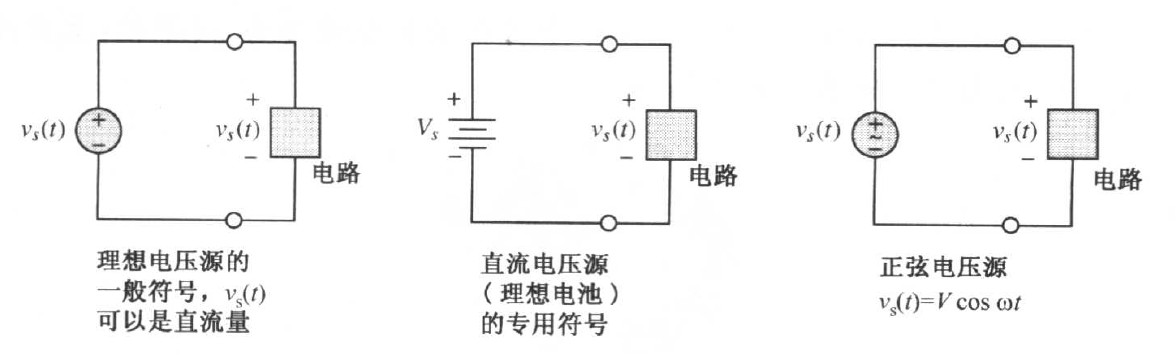 +
−
v_s(t)
+
v_s(t)
−
电路
理想电压源的
一般符号，v_s(t)
可以是直流量
+
V_s
−
+
v_s(t)
−
电路
直流电压源
（理想电池）
的专用符号
+
~
−
v_s(t)
+
v_s(t)
−
电路
正弦电压源
v_s(t)=V cos ωt